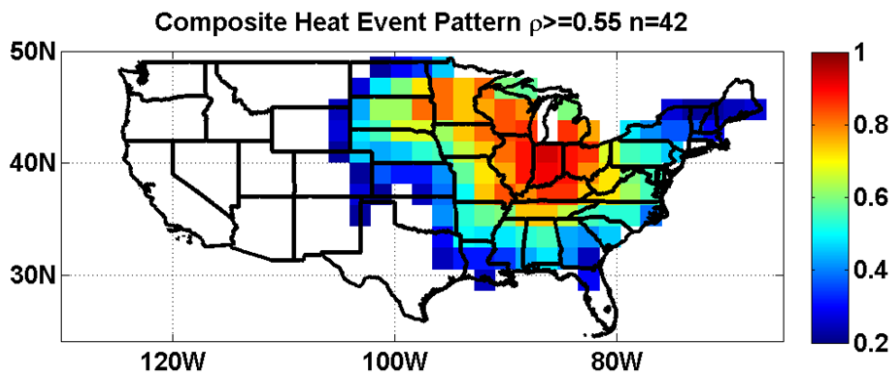 Composite Heat Event Pattern ρ>=0.55 n=42
50N
40N
30N
120W 100W 80W
1
0.8
0.6
0.4
0.2